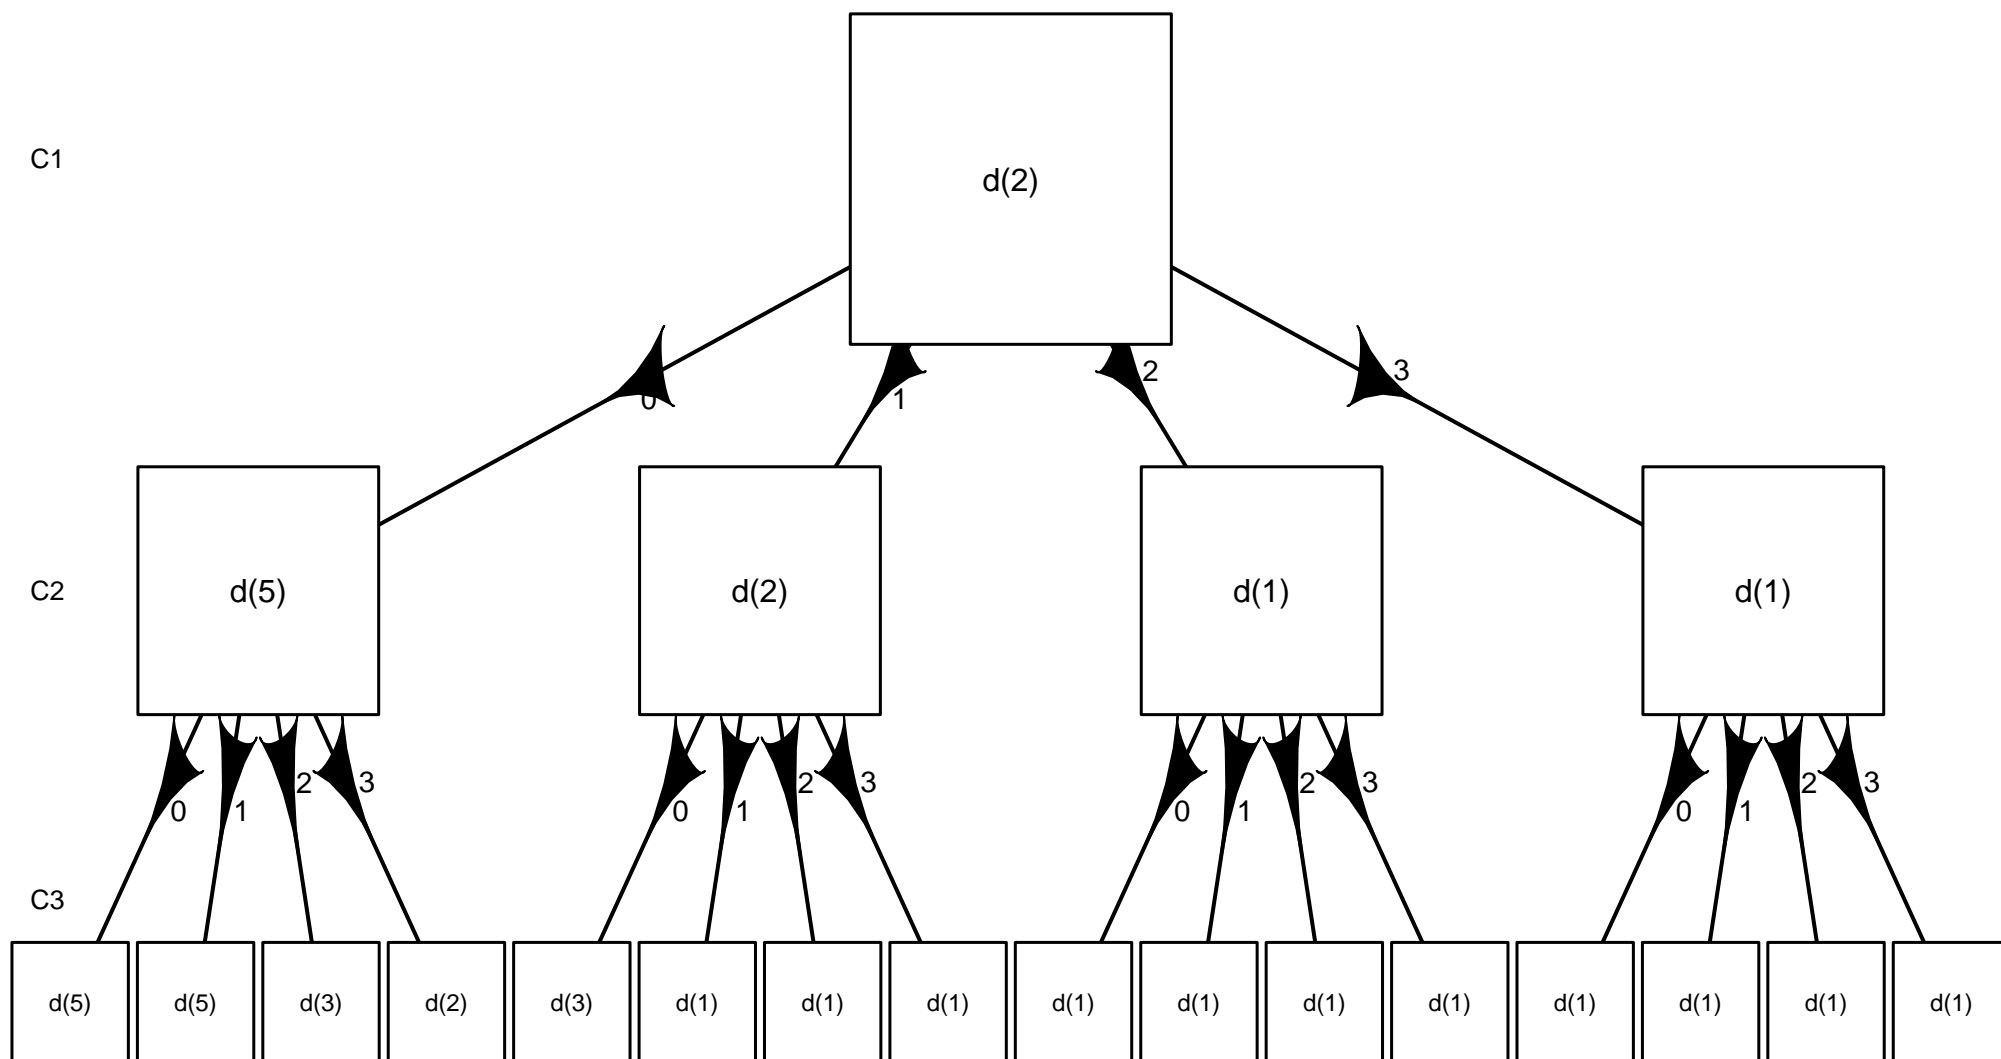 C1
d(2)
0
1
2
3
C2
d(5)
d(2)
d(1)
d(1)
0
1
2
3
0
1
2
3
0
1
2
3
0
1
2
3
C3
d(5)
d(5)
d(3)
d(2)
d(3)
d(1)
d(1)
d(1)
d(1)
d(1)
d(1)
d(1)
d(1)
d(1)
d(1)
d(1)